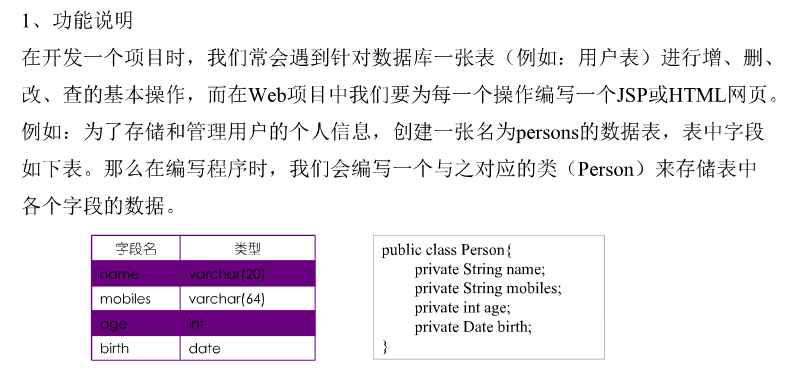 1、功能说明
在开发一个项目时，我们常会遇到针对数据库一张表（例如：用户表）进行增、删、
改、查的基本操作，而在Web项目中我们要为每一个操作编写一个JSP或HTML网页。
例如：为了存储和管理用户的个人信息，创建一张名为persons的数据表，表中字段
如下表。那么在编写程序时，我们会编写一个与之对应的类（Person）来存储表中
各个字段的数据。
字段名 类型
name varchar(20)
mobiles varchar(64)
age int
birth date
public class Person{
private String name;
private String mobiles;
private int age;
private Date birth;
}